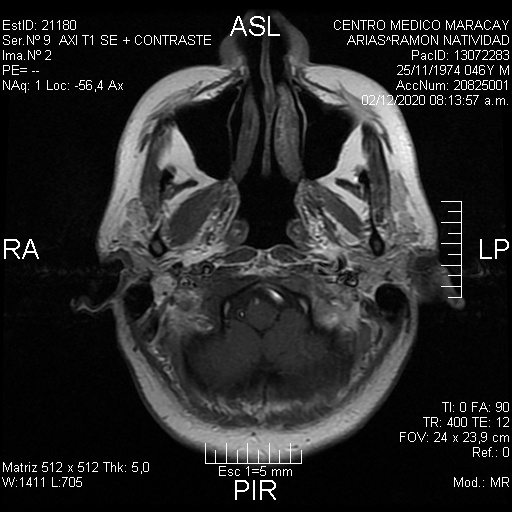 EstID: 21180
Ser.Nº 9 AXI T1 SE + CONTRASTE
Ima.Nº 2
PE= --
NAq: 1 Loc: -56,4 Ax
ASL
CENTRO MEDICO MARACAY
ARIAS^RAMON NATIVIDAD
PacID: 13072283
25/11/1974 046Y M
AccNum: 20825001
02/12/2020 08:13:57 a.m.
RA
LP
TI: 0 FA: 90
TR: 400 TE: 12
FOV: 24 x 23,9 cm
Ref.: 0
Matriz 512 x 512 Thk: 5,0
W:1411 L:705
Esc 1=5 mm
PIR
Mod.: MR